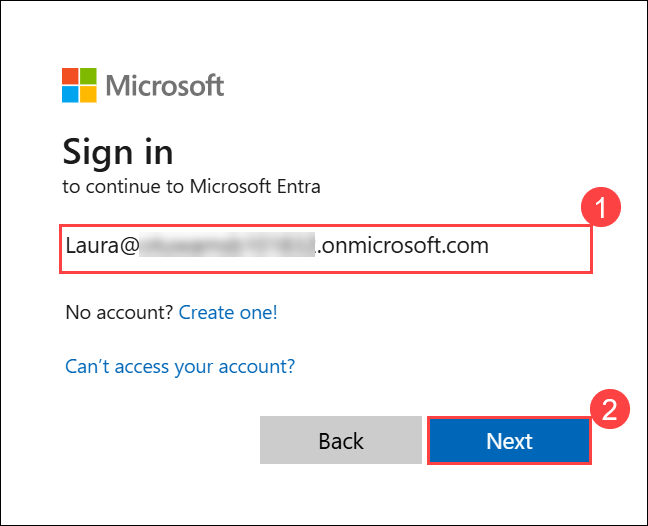 Microsoft
Sign in
to continue to Microsoft Entra
1
Laura@ .onmicrosoft.com
No account? Create one!
Can't access your account?
2
Back
Next